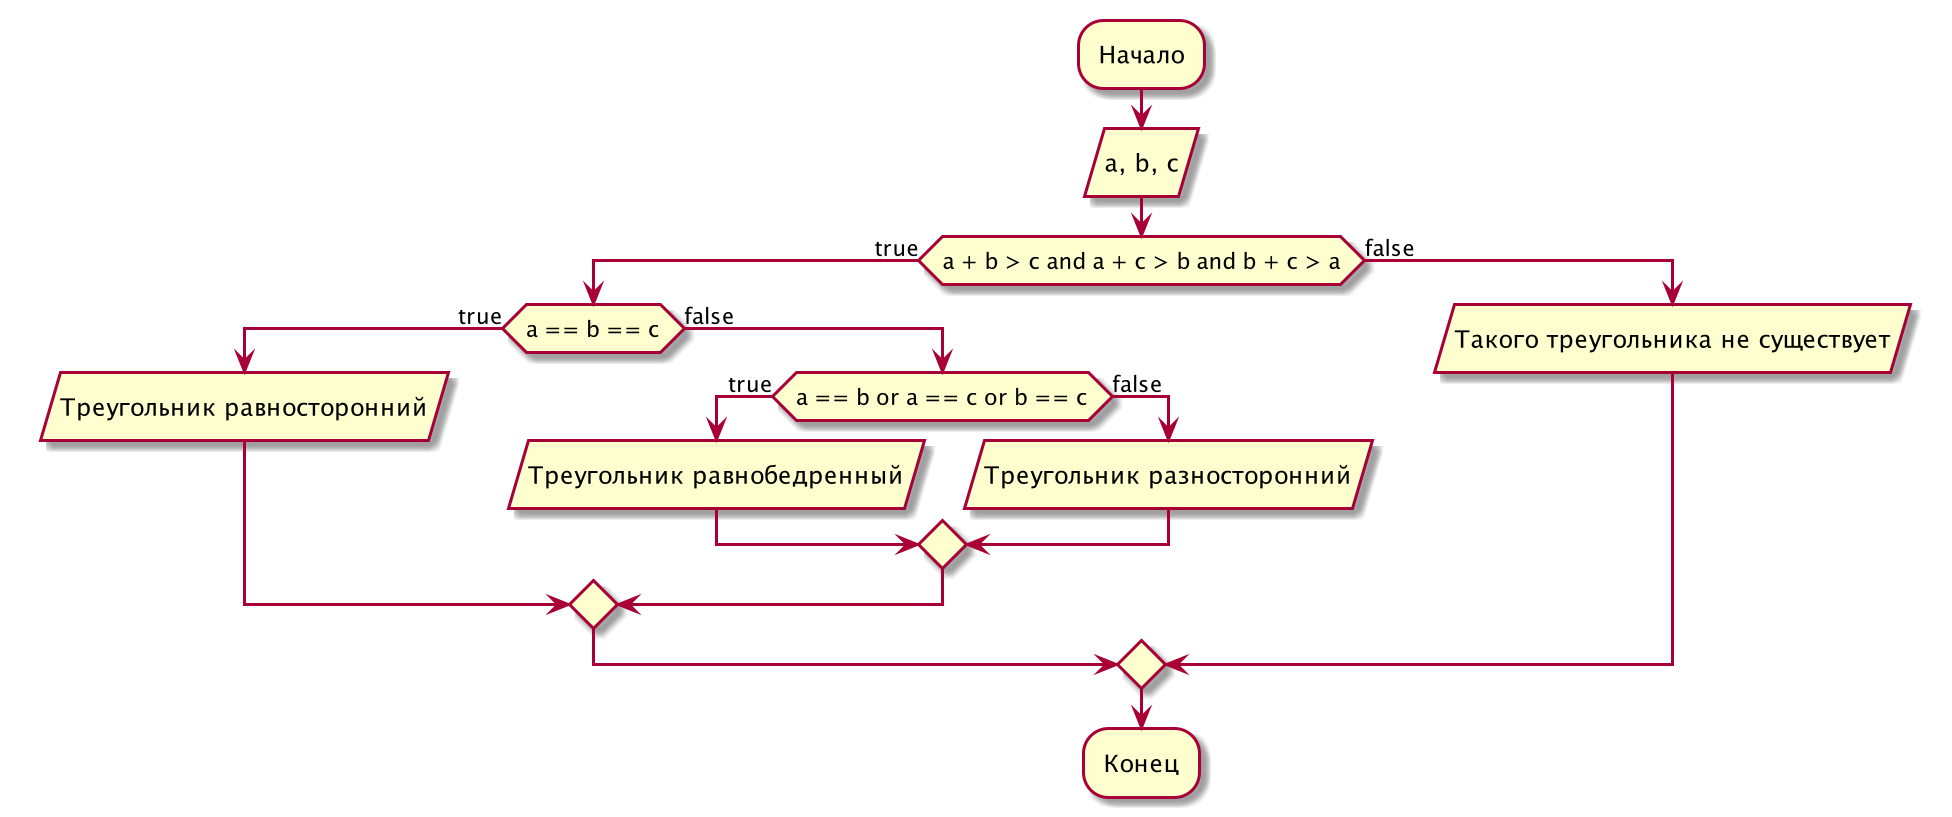 Начало
a, b, c
true
a + b > c and a + c > b and b + c > a
false
true
a == b == c
false
Такого треугольника не существует
Треугольник равносторонний
true
a == b or a == c or b == c
false
Треугольник равнобедренный
Треугольник разносторонний
Конец